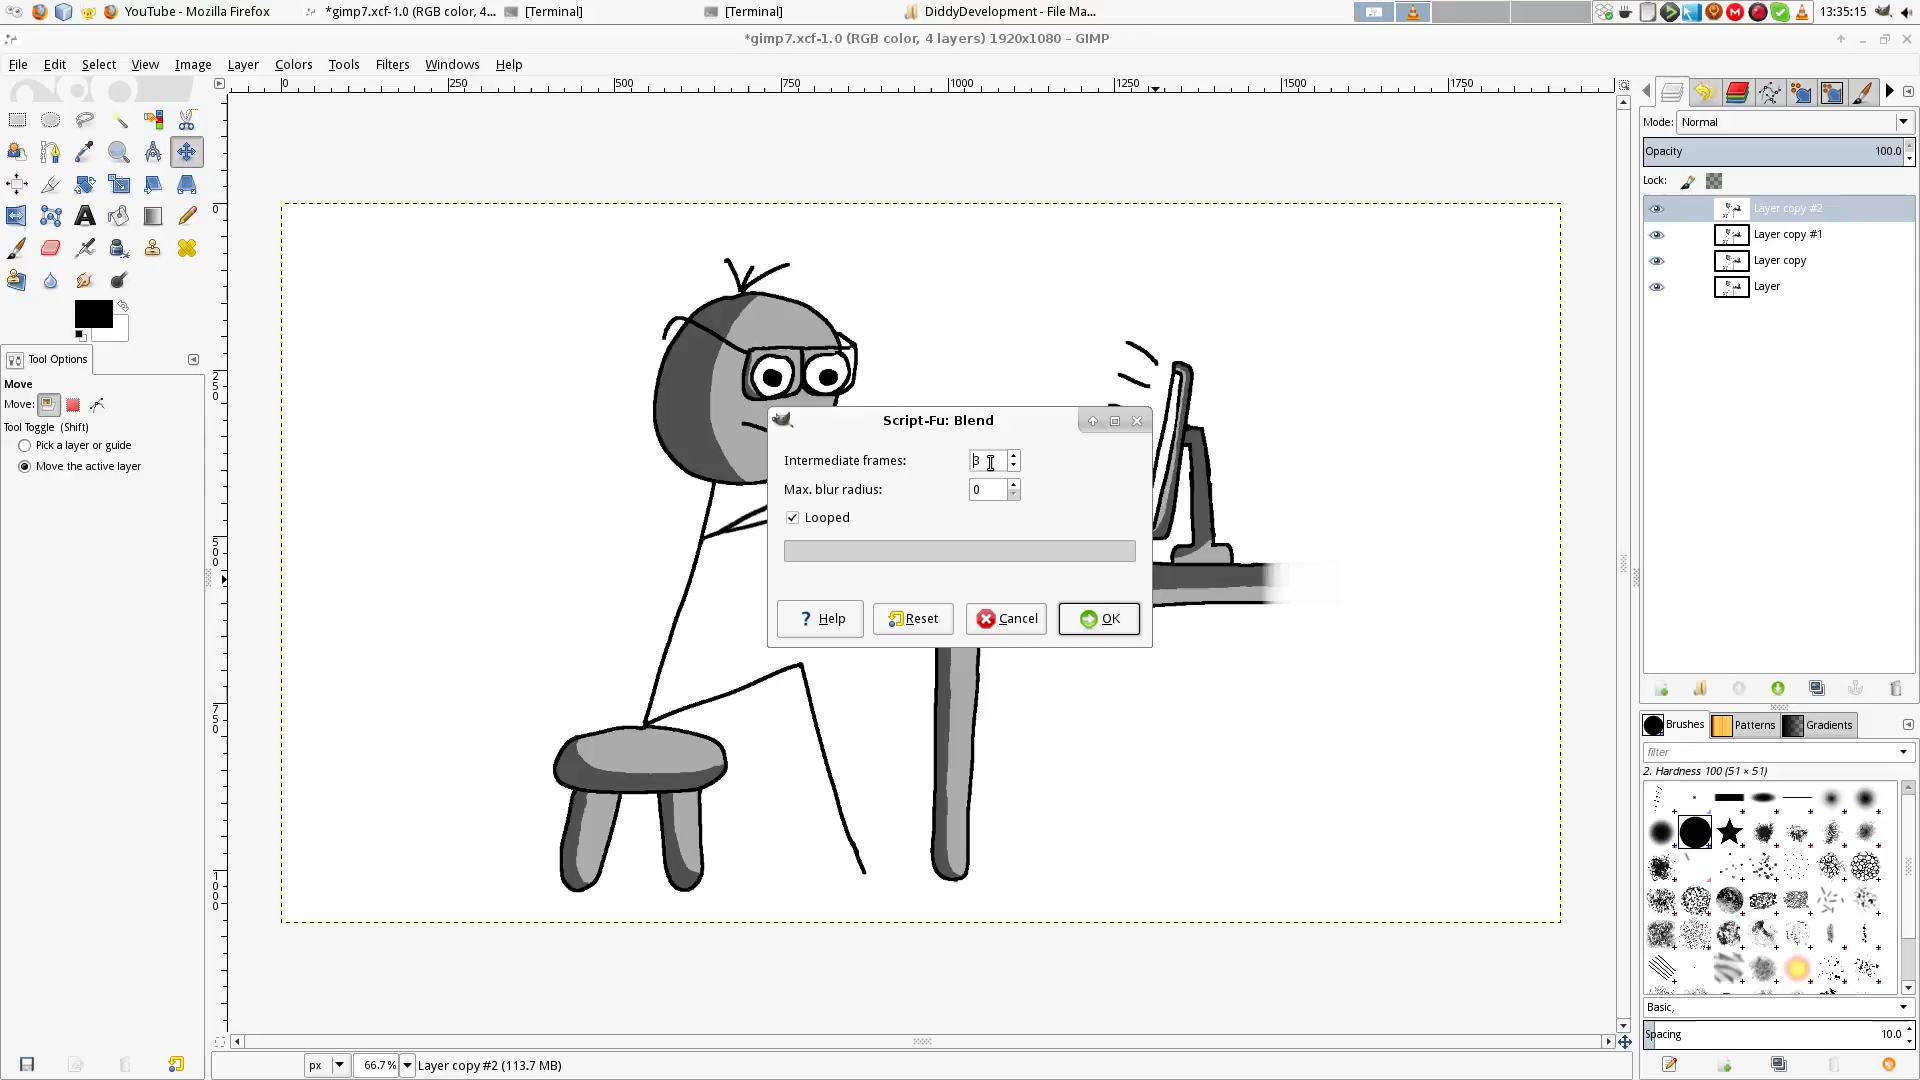 YouTube - Mozilla Firefox
*gimp7.xcf-1.0 (RGB color, 4...
[Terminal]
[Terminal]
DiddyDevelopment - File Ma...
13:35:15
*gimp7.xcf-1.0 (RGB color, 4 layers) 1920x1080 – GIMP
File Edit Select View Image Layer Colors Tools Filters Windows Help
0 250 500 750 1000 1250 1500 1750
Mode: Normal
Opacity 100.0
Lock:
Layer copy #2
Layer copy #1
Layer copy
Layer
0
250
500
750
1000
Tool Options
Move
Move:
Tool Toggle (Shift)
Pick a layer or guide
Move the active layer
Script-Fu: Blend
Intermediate frames: 3
Max. blur radius: 0
Looped
Help Reset Cancel OK
Brushes Patterns Gradients
filter
2. Hardness 100 (51 × 51)
Basic,
Spacing 10.0
px 66.7% Layer copy #2 (113.7 MB)